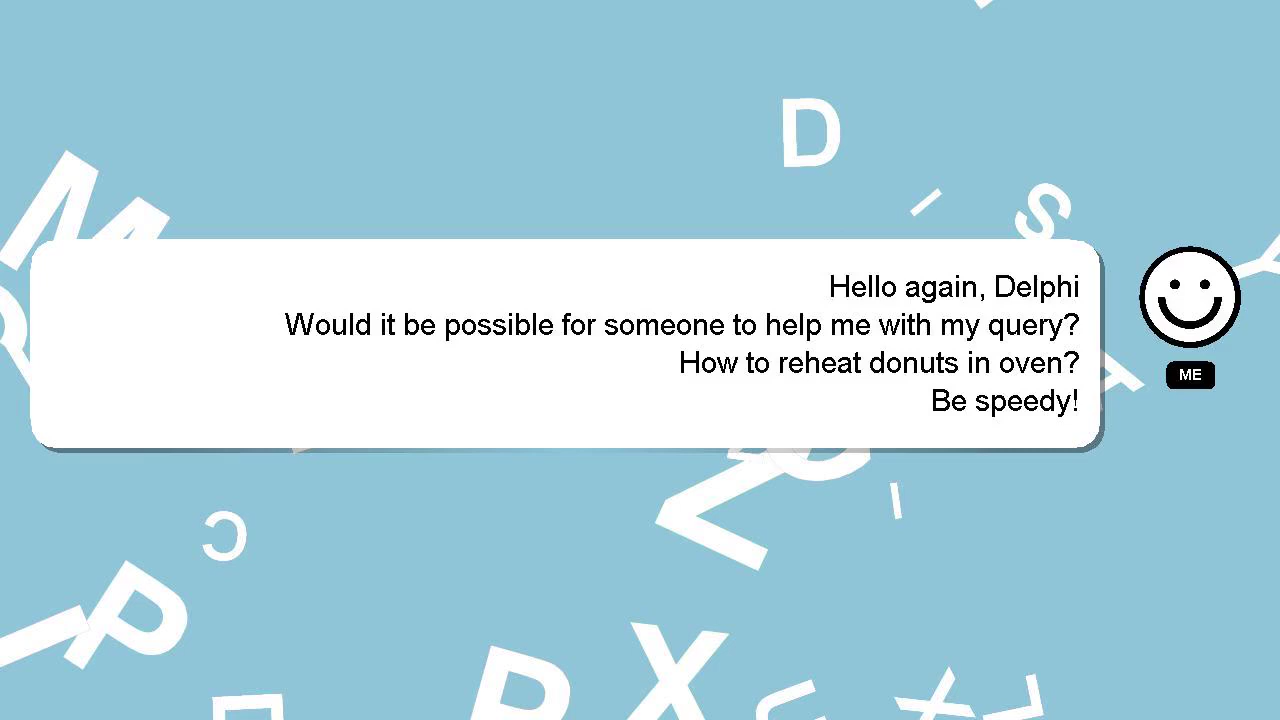 D
I
S
M
Hello again, Delphi
Would it be possible for someone to help me with my query?
How to reheat donuts in oven?
Be speedy!
ME
A
Z
I
C
P
X